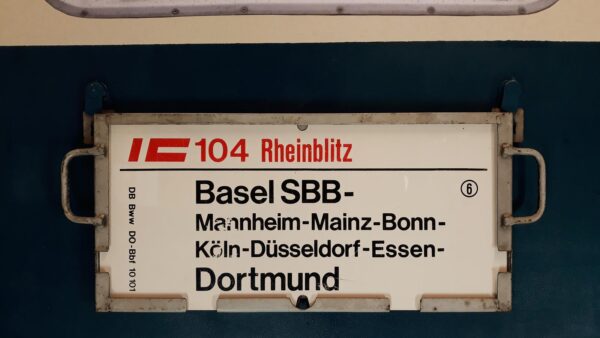 IC 104 Rheinblitz
Basel SBB-
6
Mannheim-Mainz-Bonn-
Köln-Düsseldorf-Essen-
Dortmund
DB Bww DO-Bbf 10 101